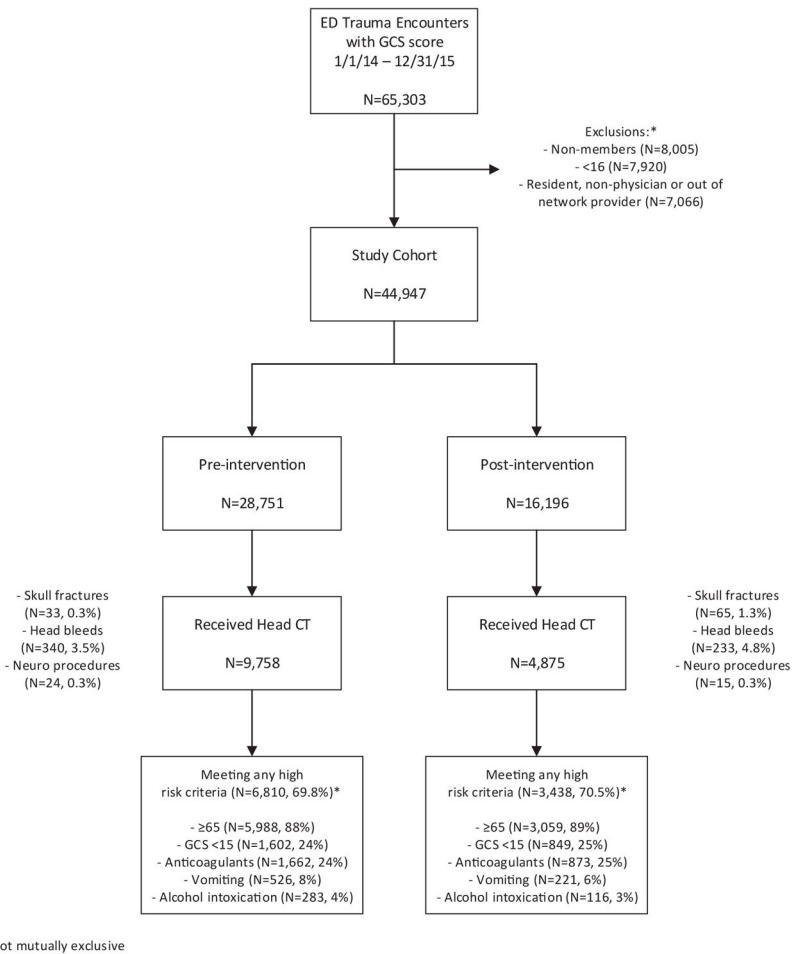 ED Trauma Encounters
with GCS score
1/1/14 – 12/31/15
N=65,303
Exclusions:*
- Non-members (N=8,005)
- <16 (N=7,920)
- Resident, non-physician or out of
network provider (N=7,066)
Study Cohort
N=44,947
Pre-intervention
N=28,751
Post-intervention
N=16,196
- Skull fractures
(N=33, 0.3%)
- Head bleeds
(N=340, 3.5%)
- Neuro procedures
(N=24, 0.3%)
Received Head CT
N=9,758
Received Head CT
N=4,875
- Skull fractures
(N=65, 1.3%)
- Head bleeds
(N=233, 4.8%)
- Neuro procedures
(N=15, 0.3%)
Meeting any high
risk criteria (N=6,810, 69.8%)*
- ≥65 (N=5,988, 88%)
- GCS <15 (N=1,602, 24%)
- Anticoagulants (N=1,662, 24%)
- Vomiting (N=526, 8%)
- Alcohol intoxication (N=283, 4%)
Meeting any high
risk criteria (N=3,438, 70.5%)*
- ≥65 (N=3,059, 89%)
- GCS <15 (N=849, 25%)
- Anticoagulants (N=873, 25%)
- Vomiting (N=221, 6%)
- Alcohol intoxication (N=116, 3%)
ot mutually exclusive